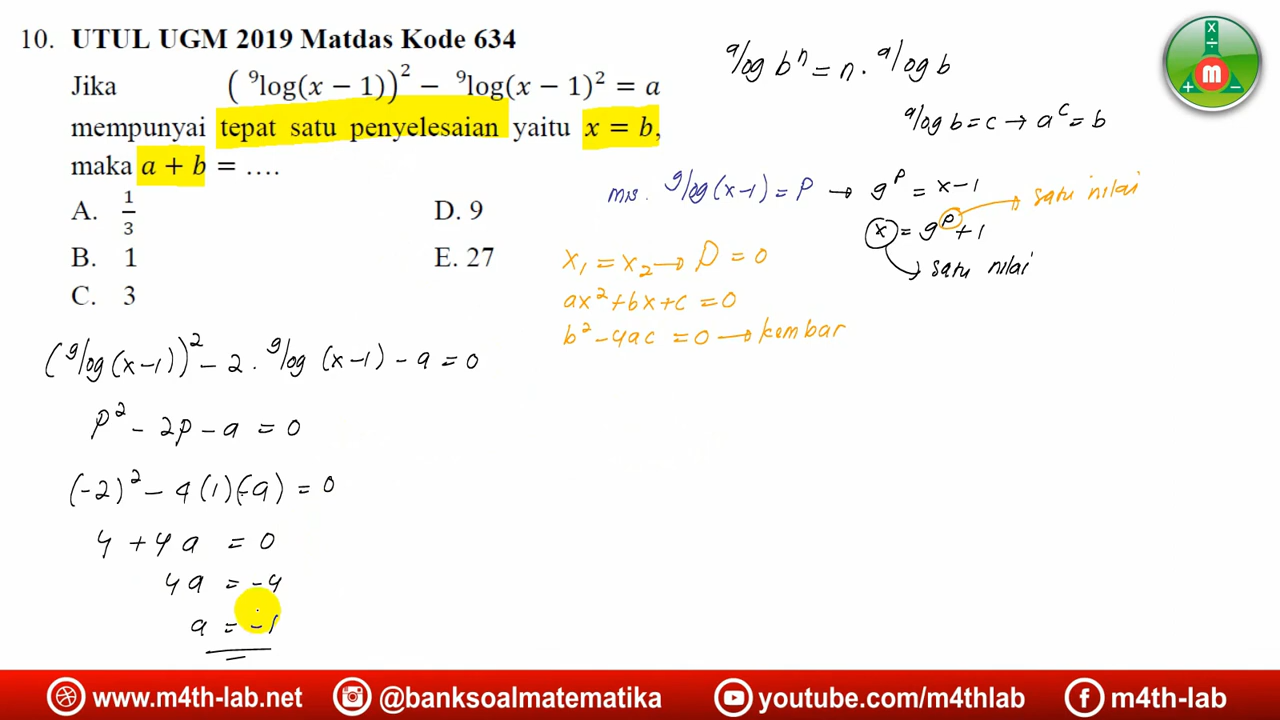 10. UTUL UGM 2019 Matdas Kode 634
Jika (⁹log(x − 1))² − ⁹log(x − 1)² = a
mempunyai tepat satu penyelesaian yaitu x = b,
maka a + b = ….
A. 1/3
B. 1
C. 3
D. 9
E. 27
(⁹log(x−1))² − 2 . ⁹log (x−1) − a = 0
p² − 2p − a = 0
(−2)² − 4(1)(−a) = 0
4 + 4a = 0
4a = −4
a = −1
ᵃlog bⁿ = n . ᵃlog b
ᵃlog b = c → aᶜ = b
mis. ⁹log(x−1) = p → 9ᵖ = x−1
x = 9ᵖ + 1
satu nilai
satu nilai
x₁ = x₂ → D = 0
ax² + bx + c = 0
b² − 4ac = 0 → kembar
x
÷
m
+ −
www.m4th-lab.net
@banksoalmatematika
youtube.com/m4thlab
m4th-lab